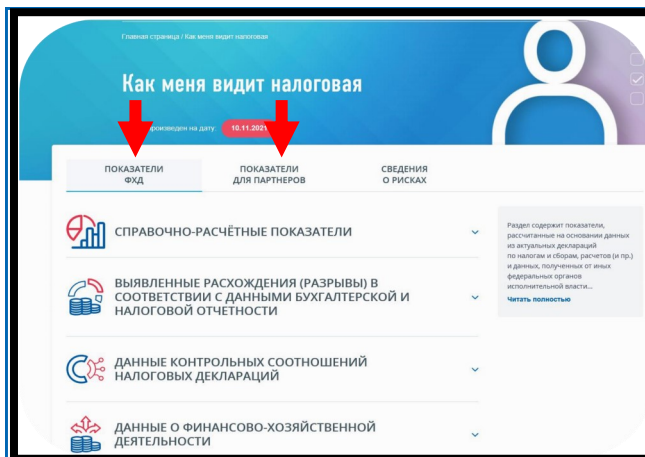 Главная страница / Как меня видит налоговая
Как меня видит налоговая
произведен на дату: 10.11.2021
ПОКАЗАТЕЛИ
ФХД
ПОКАЗАТЕЛИ
ДЛЯ ПАРТНЕРОВ
СВЕДЕНИЯ
О РИСКАХ
СПРАВОЧНО-РАСЧЁТНЫЕ ПОКАЗАТЕЛИ
ВЫЯВЛЕННЫЕ РАСХОЖДЕНИЯ (РАЗРЫВЫ) В
СООТВЕТСТВИИ С ДАННЫМИ БУХГАЛТЕРСКОЙ И
НАЛОГОВОЙ ОТЧЕТНОСТИ
ДАННЫЕ КОНТРОЛЬНЫХ СООТНОШЕНИЙ
НАЛОГОВЫХ ДЕКЛАРАЦИЙ
ДАННЫЕ О ФИНАНСОВО-ХОЗЯЙСТВЕННОЙ
ДЕЯТЕЛЬНОСТИ
Раздел содержит показатели,
рассчитанные на основании данных
из актуальных деклараций
по налогам и сборам, расчетов (и пр.)
и данных, полученных от иных
федеральных органов
исполнительной власти...
Читать полностью